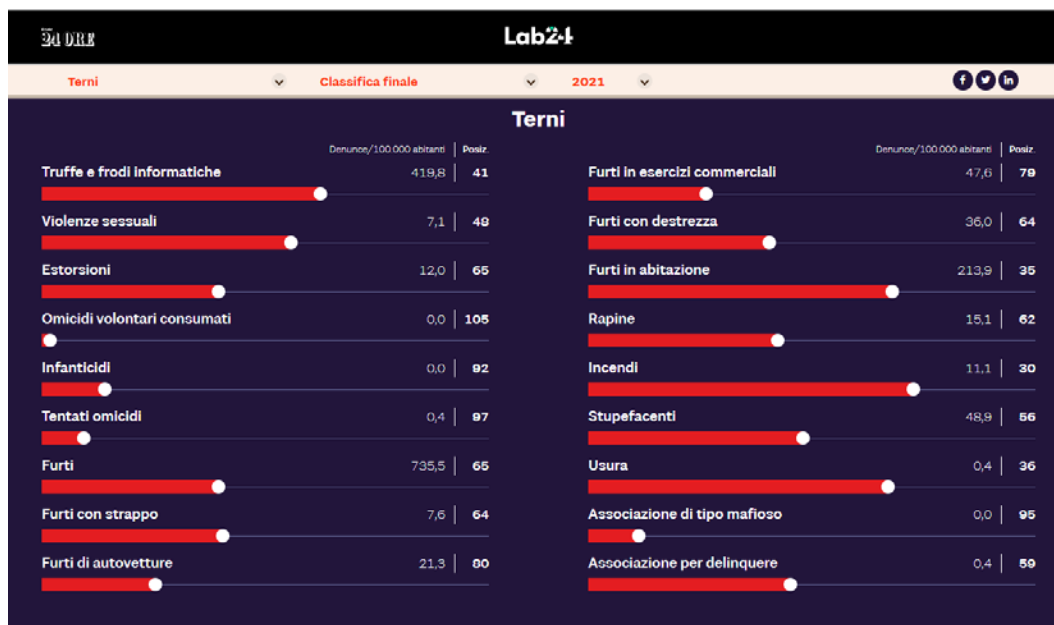 24 ORE
Lab24
Terni
Classifica finale
2021
Terni
Denunce/100.000 abitanti | Posiz.
Truffe e frodi informatiche 419,8 | 41
Violenze sessuali 7,1 | 48
Estorsioni 12,0 | 65
Omicidi volontari consumati 0,0 | 105
Infanticidi 0,0 | 92
Tentati omicidi 0,4 | 97
Furti 735,5 | 65
Furti con strappo 7,6 | 64
Furti di autovetture 21,3 | 80
Denunce/100.000 abitanti | Posiz.
Furti in esercizi commerciali 47,6 | 79
Furti con destrezza 36,0 | 64
Furti in abitazione 213,9 | 35
Rapine 15,1 | 62
Incendi 11,1 | 30
Stupefacenti 48,9 | 56
Usura 0,4 | 36
Associazione di tipo mafioso 0,0 | 95
Associazione per delinquere 0,4 | 59